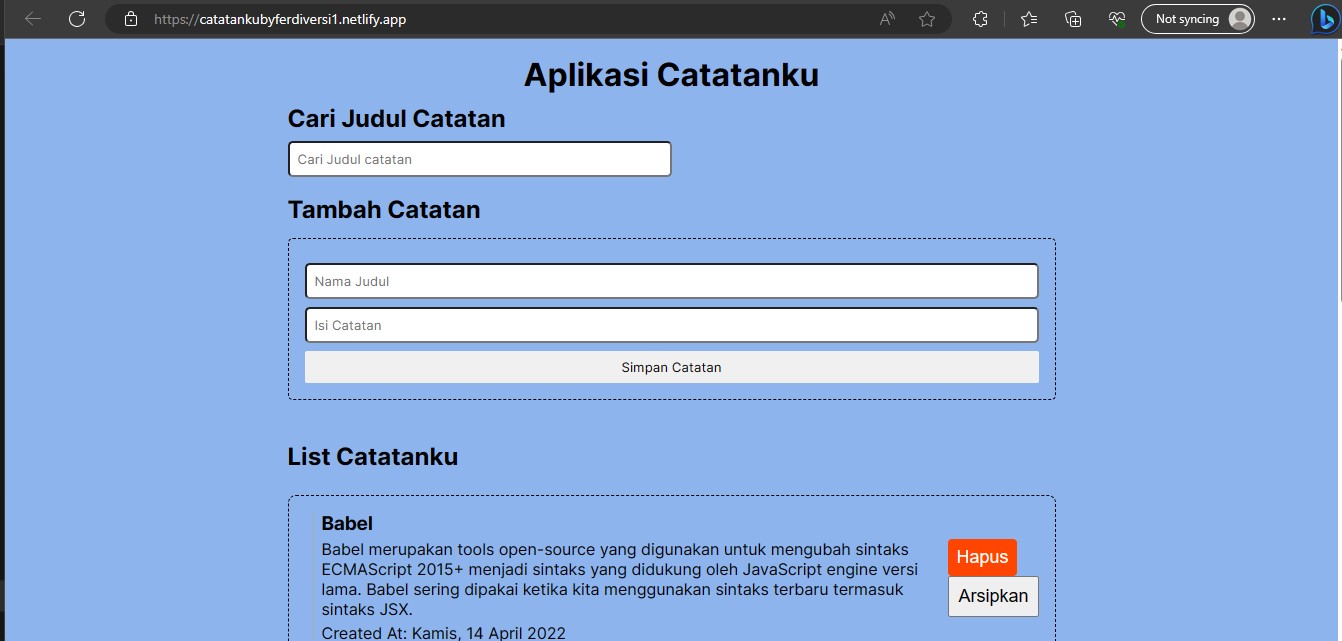 https://catatankubyferdiversi1.netlify.app
Not syncing
Aplikasi Catatanku
Cari Judul Catatan
Cari Judul catatan
Tambah Catatan
Nama Judul
Isi Catatan
Simpan Catatan
List Catatanku
Babel
Babel merupakan tools open-source yang digunakan untuk mengubah sintaks
ECMAScript 2015+ menjadi sintaks yang didukung oleh JavaScript engine versi
lama. Babel sering dipakai ketika kita menggunakan sintaks terbaru termasuk
sintaks JSX.
Created At: Kamis, 14 April 2022
Hapus
Arsipkan